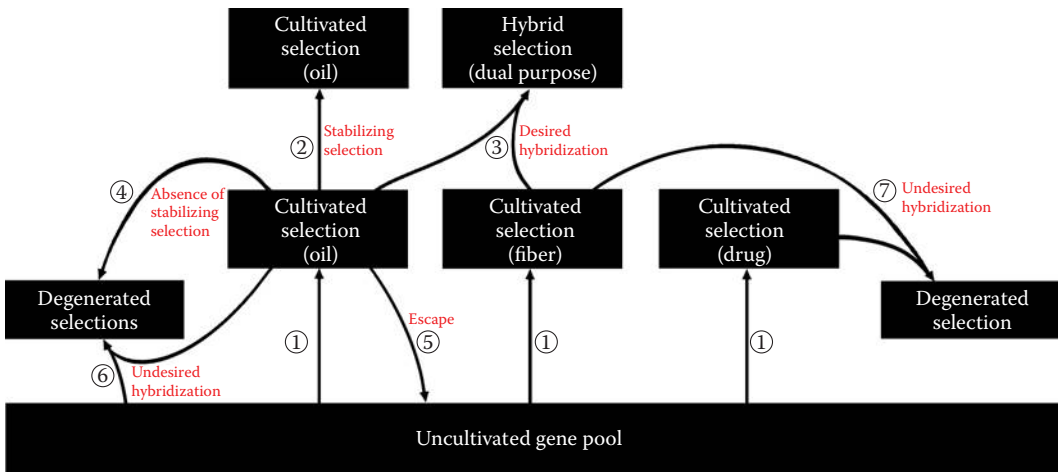 Cultivated
selection
(oil)
Hybrid
selection
(dual purpose)
② Stabilizing
selection
③ Desired
hybridization
④ Absence of
stabilizing
selection
Cultivated
selection
(oil)
Cultivated
selection
(fiber)
Cultivated
selection
(drug)
⑦ Undesired
hybridization
Degenerated
selections
Degenerated
selection
①
Escape
⑤
①
①
⑥ Undesired
hybridization
Uncultivated gene pool